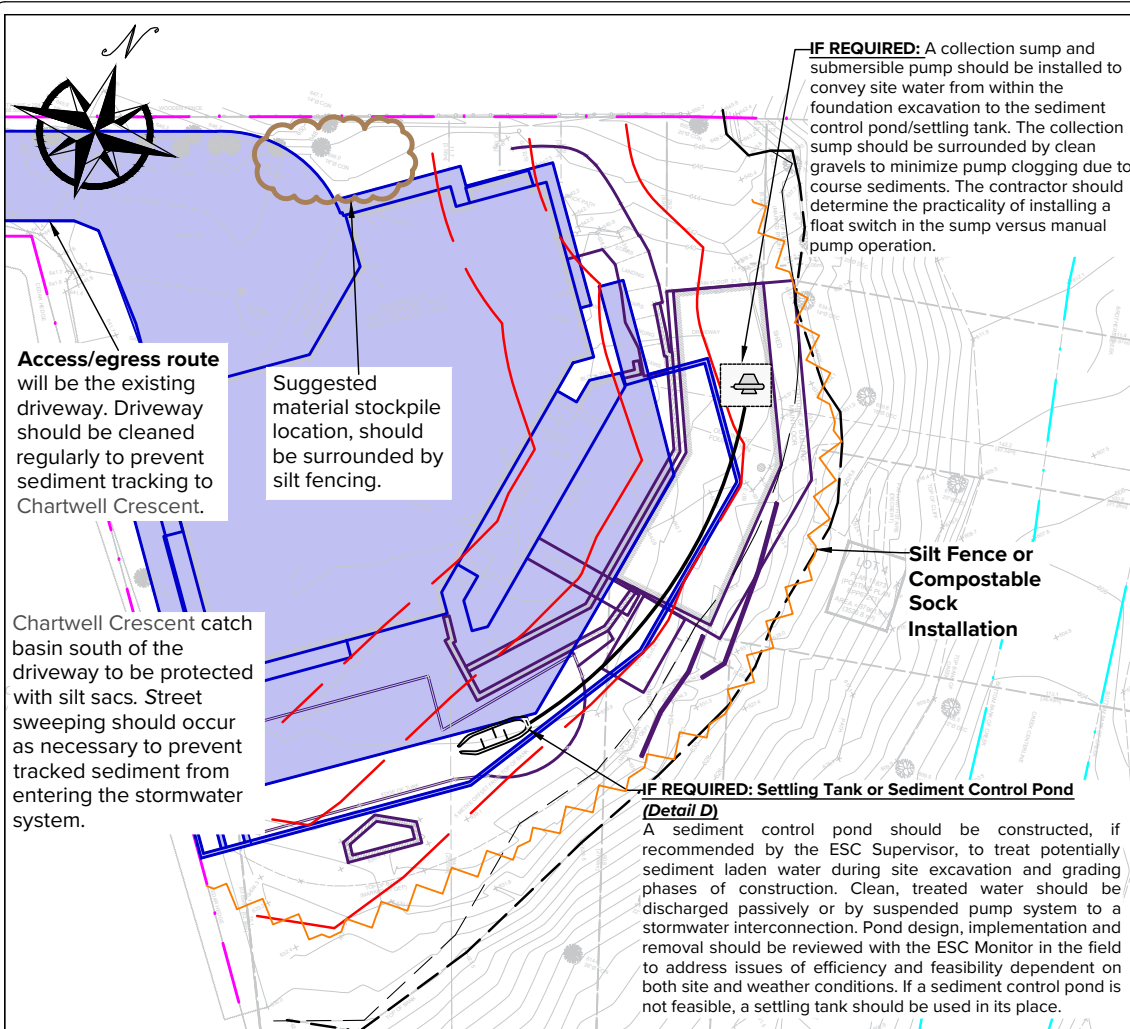 N
IF REQUIRED: A collection sump and
submersible pump should be installed to
convey site water from within the
foundation excavation to the sediment
control pond/settling tank. The collection
sump should be surrounded by clean
gravels to minimize pump clogging due to
course sediments. The contractor should
determine the practicality of installing a
float switch in the sump versus manual
pump operation.
Access/egress route
will be the existing
driveway. Driveway
should be cleaned
regularly to prevent
sediment tracking to
Chartwell Crescent.
Suggested
material stockpile
location, should
be surrounded by
silt fencing.
Silt Fence or
Compostable
Sock
Installation
LOT 4
Chartwell Crescent catch
basin south of the
driveway to be protected
with silt sacs. Street
sweeping should occur
as necessary to prevent
tracked sediment from
entering the stormwater
system.
IF REQUIRED: Settling Tank or Sediment Control Pond
(Detail D)
A sediment control pond should be constructed, if
recommended by the ESC Supervisor, to treat potentially
sediment laden water during site excavation and grading
phases of construction. Clean, treated water should be
discharged passively or by suspended pump system to a
stormwater interconnection. Pond design, implementation and
removal should be reviewed with the ESC Monitor in the field
to address issues of efficiency and feasibility dependent on
both site and weather conditions. If a sediment control pond is
not feasible, a settling tank should be used in its place.